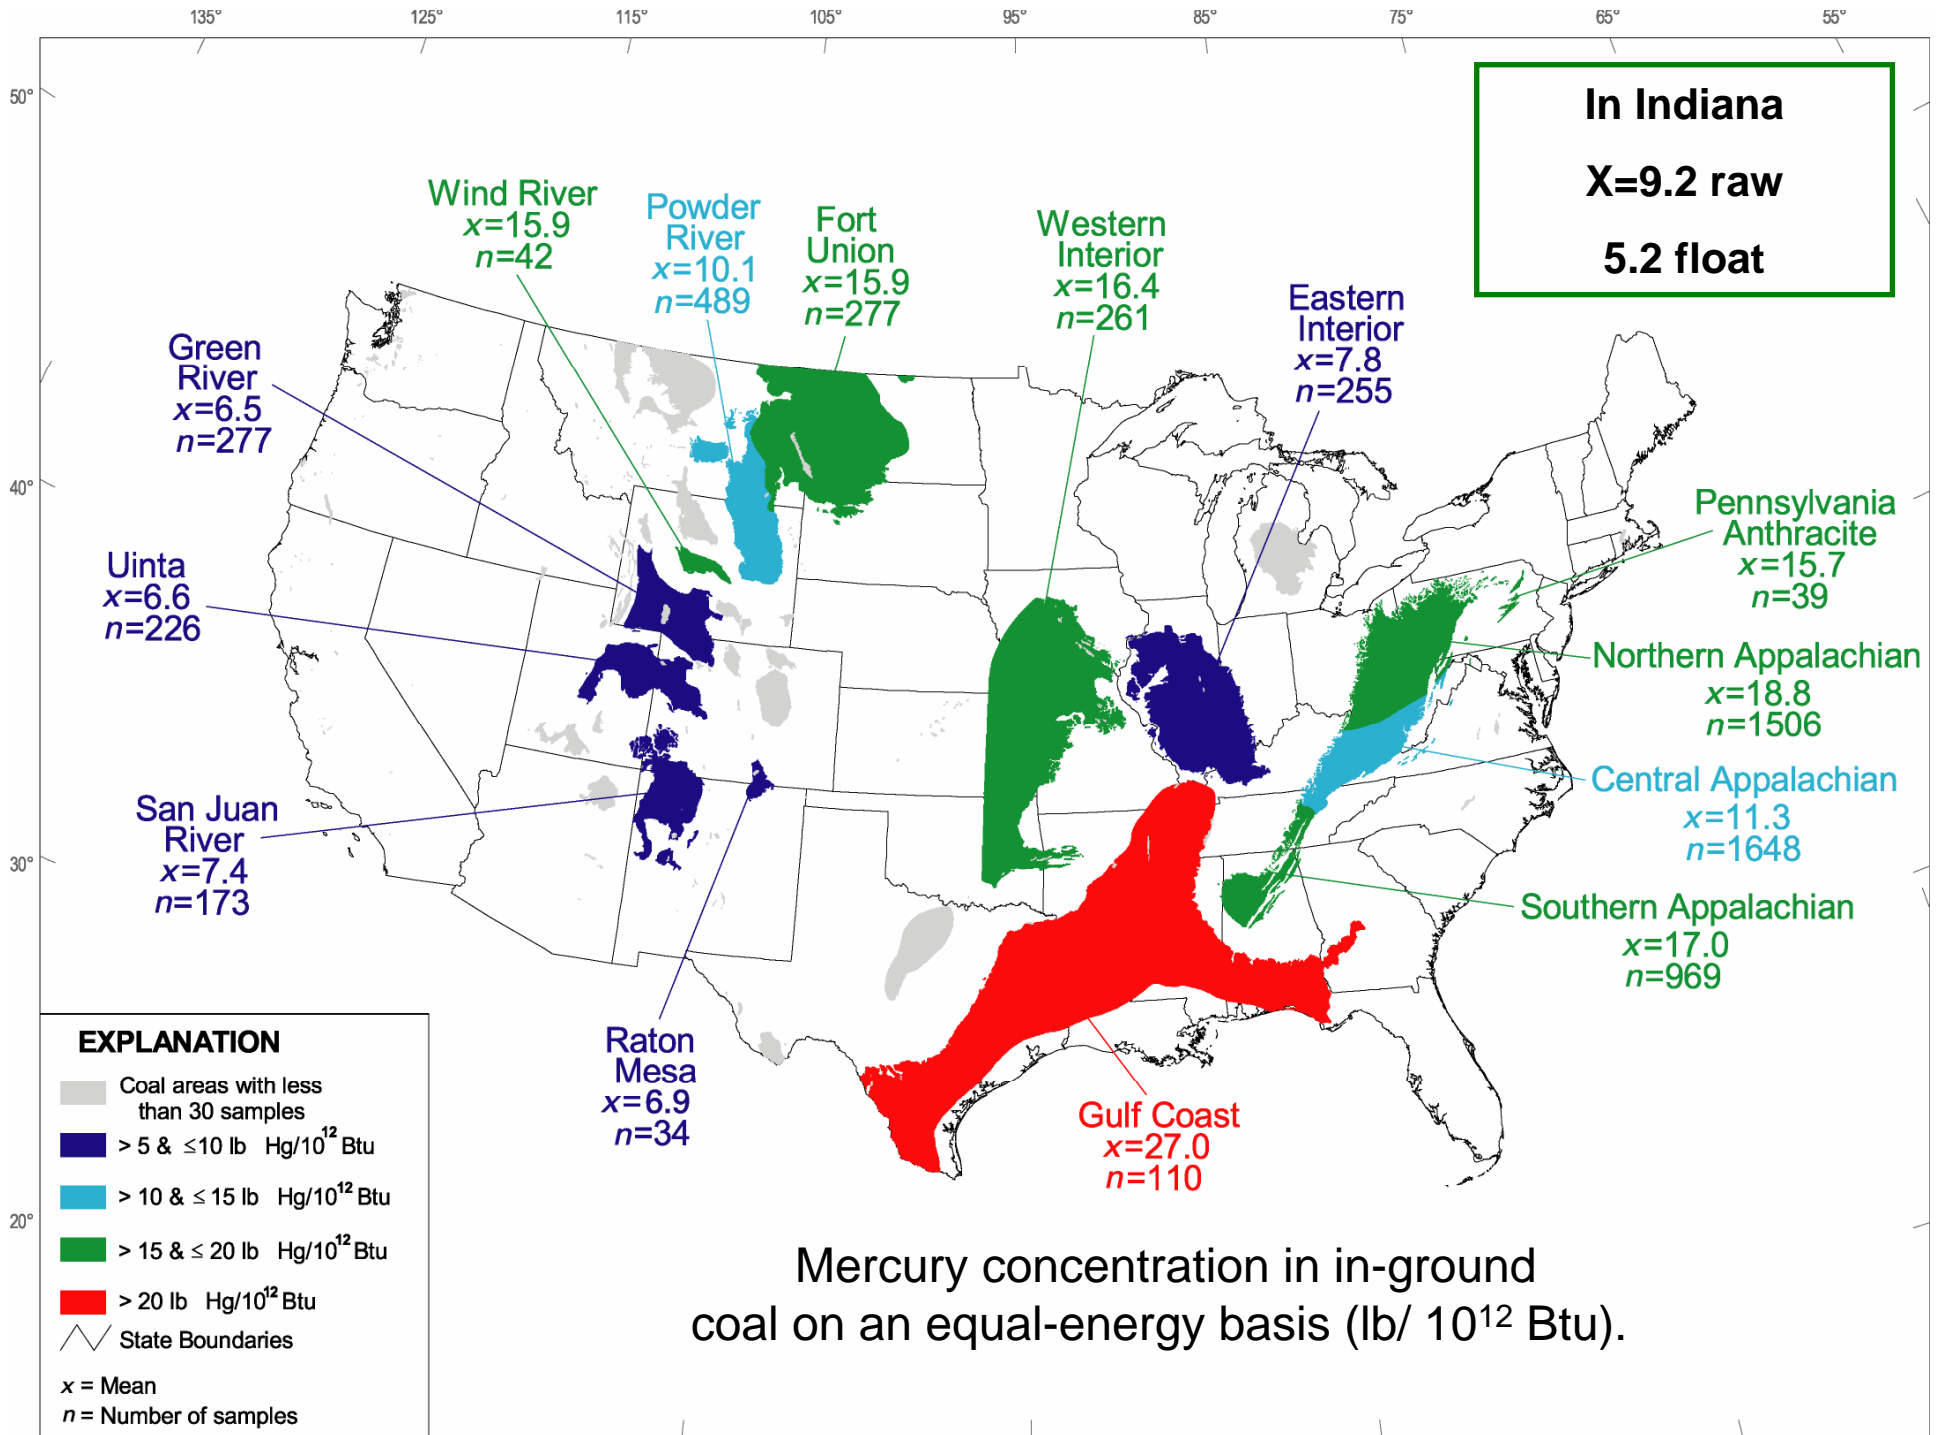 135°
125°
115°
105°
95°
85°
75°
65°
55°
50°
40°
30°
20°
In Indiana
X=9.2 raw
5.2 float
Wind River
x=15.9
n=42
Powder
River
x=10.1
n=489
Fort
Union
x=15.9
n=277
Western
Interior
x=16.4
n=261
Eastern
Interior
x=7.8
n=255
Green
River
x=6.5
n=277
Uinta
x=6.6
n=226
San Juan
River
x=7.4
n=173
Raton
Mesa
x=6.9
n=34
Gulf Coast
x=27.0
n=110
Pennsylvania
Anthracite
x=15.7
n=39
Northern Appalachian
x=18.8
n=1506
Central Appalachian
x=11.3
n=1648
Southern Appalachian
x=17.0
n=969
EXPLANATION
Coal areas with less
than 30 samples
> 5 & ≤10 lb Hg/10¹² Btu
> 10 & ≤ 15 lb Hg/10¹² Btu
> 15 & ≤ 20 lb Hg/10¹² Btu
> 20 lb Hg/10¹² Btu
State Boundaries
x = Mean
n = Number of samples
Mercury concentration in in-ground
coal on an equal-energy basis (lb/ 10¹² Btu).